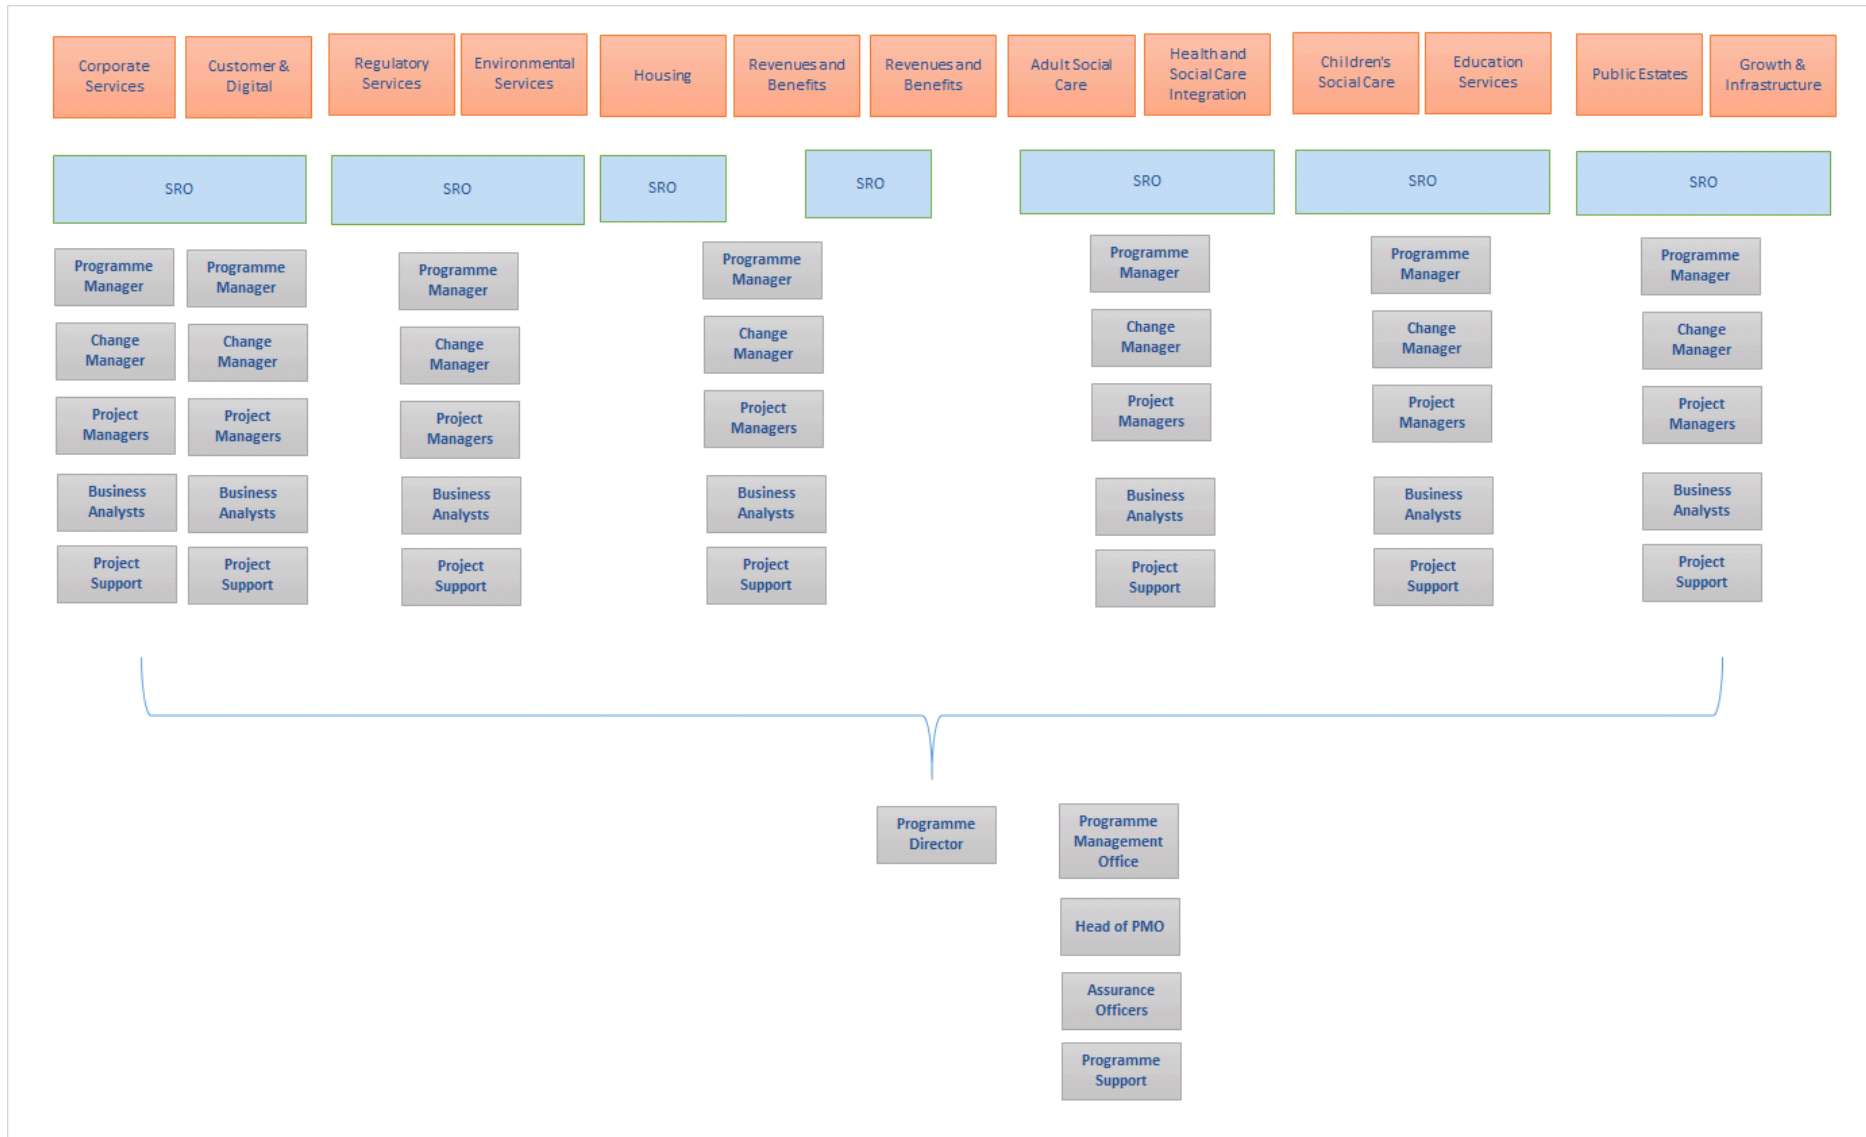 Corporate
Services
Customer &
Digital
Regulatory
Services
Environmental
Services
Housing
Revenues and
Benefits
Revenues and
Benefits
Adult Social
Care
Health and
Social Care
Integration
Children's
Social Care
Education
Services
Public Estates
Growth &
Infrastructure
SRO
SRO
SRO
SRO
SRO
SRO
SRO
Programme
Manager
Programme
Manager
Programme
Manager
Programme
Manager
Programme
Manager
Programme
Manager
Programme
Manager
Change
Manager
Change
Manager
Change
Manager
Change
Manager
Change
Manager
Change
Manager
Change
Manager
Project
Managers
Project
Managers
Project
Managers
Project
Managers
Project
Managers
Project
Managers
Project
Managers
Business
Analysts
Business
Analysts
Business
Analysts
Business
Analysts
Business
Analysts
Business
Analysts
Business
Analysts
Project
Support
Project
Support
Project
Support
Project
Support
Project
Support
Project
Support
Project
Support
Programme
Director
Programme
Management
Office
Head of PMO
Assurance
Officers
Programme
Support